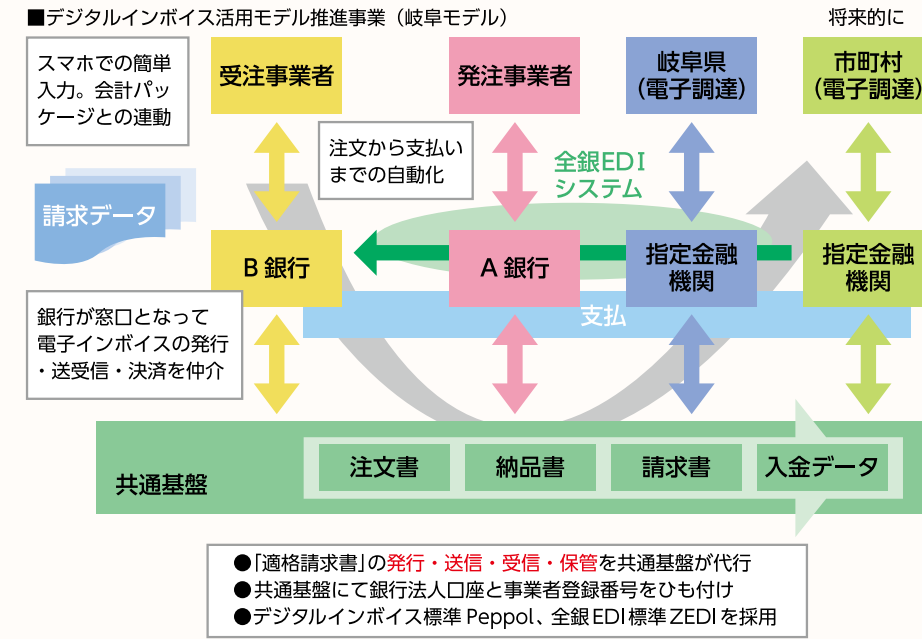 ■デジタルインボイス活用モデル推進事業（岐阜モデル）
将来的に
スマホでの簡単
入力。会計パッ
ケージとの連動
受注事業者
発注事業者
岐阜県
（電子調達）
市町村
（電子調達）
注文から支払い
までの自動化
全銀EDI
システム
請求データ
B 銀行
A 銀行
指定金融
機関
指定金融
機関
支払
銀行が窓口となって
電子インボイスの発行
・送受信・決済を仲介
共通基盤
注文書
納品書
請求書
入金データ
●「適格請求書」の発行・送信・受信・保管を共通基盤が代行
●共通基盤にて銀行法人口座と事業者登録番号をひも付け
●デジタルインボイス標準 Peppol、全銀 EDI 標準 ZEDI を採用